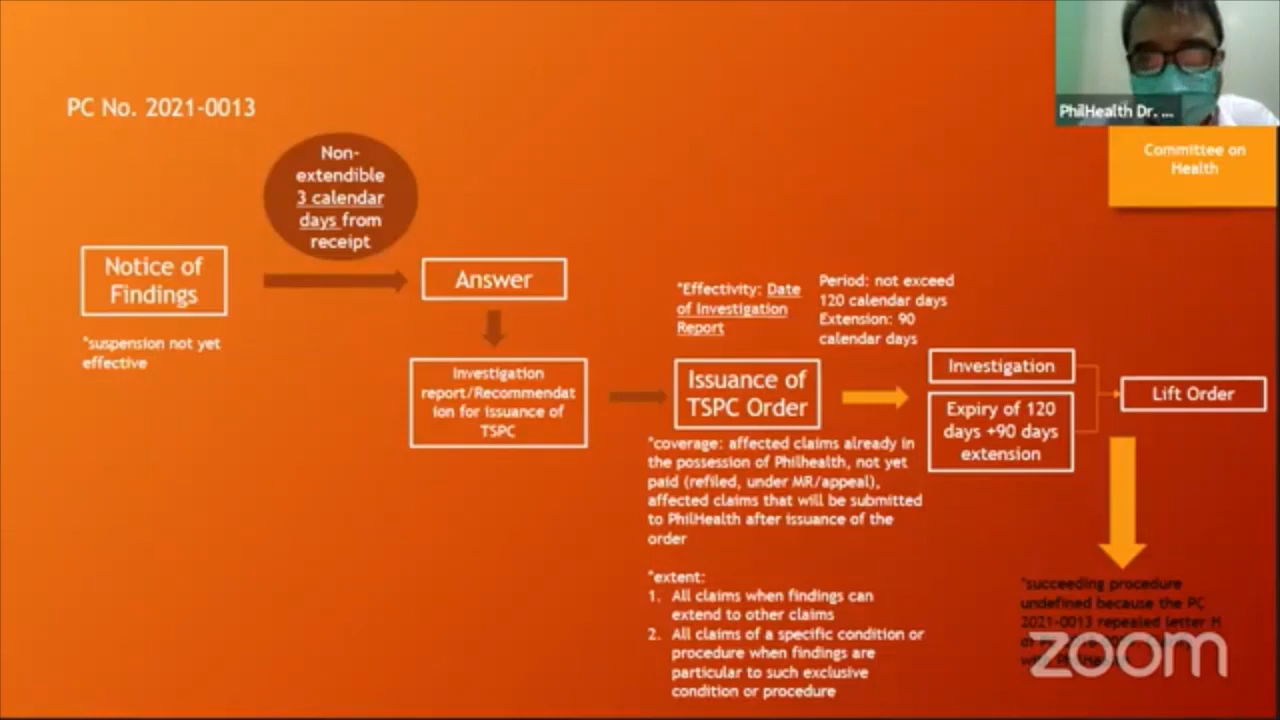 PhilHealth Dr. ...
Committee on
Health
PC No. 2021-0013
Non-
extendible
3 calendar
days from
receipt
Notice of
Findings
*suspension not yet
effective
Answer
Investigation
report/Recommendat
ion for issuance of
TSPC
*Effectivity: Date
of Investigation
Report
Period: not exceed
120 calendar days
Extension: 90
calendar days
Issuance of
TSPC Order
*coverage: affected claims already in
the possession of Philhealth, not yet
paid (refiled, under MR/appeal),
affected claims that will be submitted
to PhilHealth after issuance of the
order
*extent:
1. All claims when findings can
extend to other claims
2. All claims of a specific condition or
procedure when findings are
particular to such exclusive
condition or procedure
Investigation
Expiry of 120
days +90 days
extension
Lift Order
*succeeding procedure
undefined because the PC
2021-0013 repealed letter H
zoom